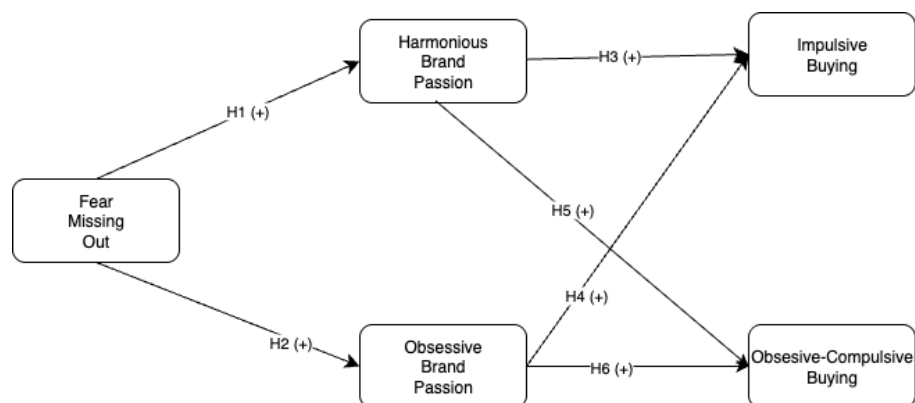 Harmonious
Brand
Passion
H3 (+)
Impulsive
Buying
H1 (+)
Fear
Missing
Out
H5 (+)
H4 (+)
H2 (+)
Obsessive
Brand
Passion
H6 (+)
Obsesive-Compulsive
Buying